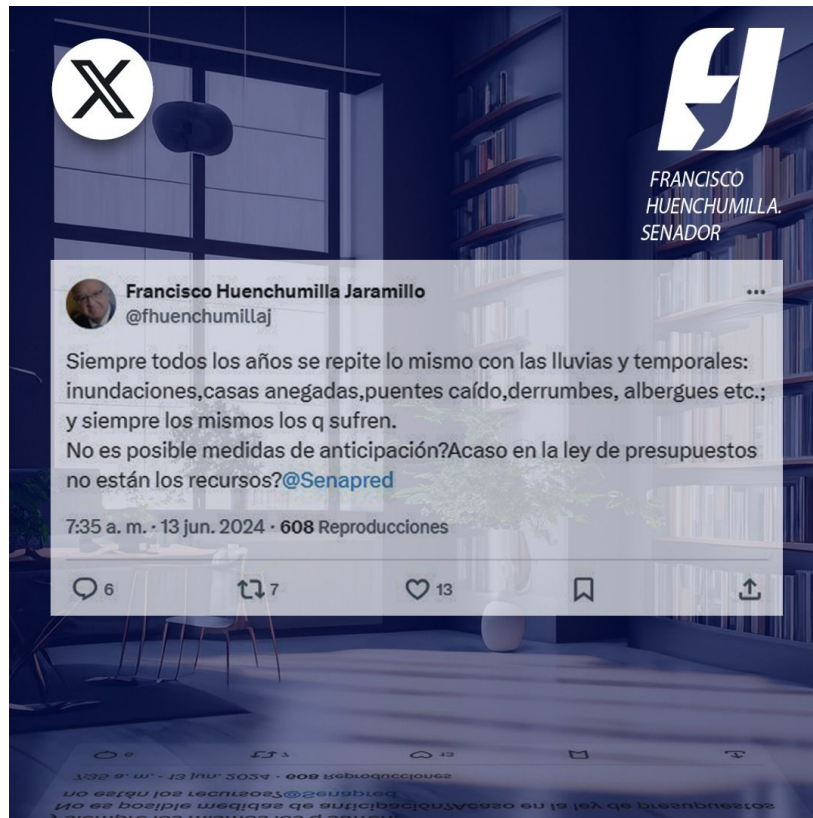 X
FJ
FRANCISCO
HUENCHUMILLA.
SENADOR
Francisco Huenchumilla Jaramillo
@fhuenchumillaj
Siempre todos los años se repite lo mismo con las lluvias y temporales:
inundaciones,casas anegadas,puentes caído,derrumbes, albergues etc.;
y siempre los mismos los q sufren.
No es posible medidas de anticipación?Acaso en la ley de presupuestos
no están los recursos?@Senapred
7:35 a. m. · 13 jun. 2024 · 608 Reproducciones
6 7 13